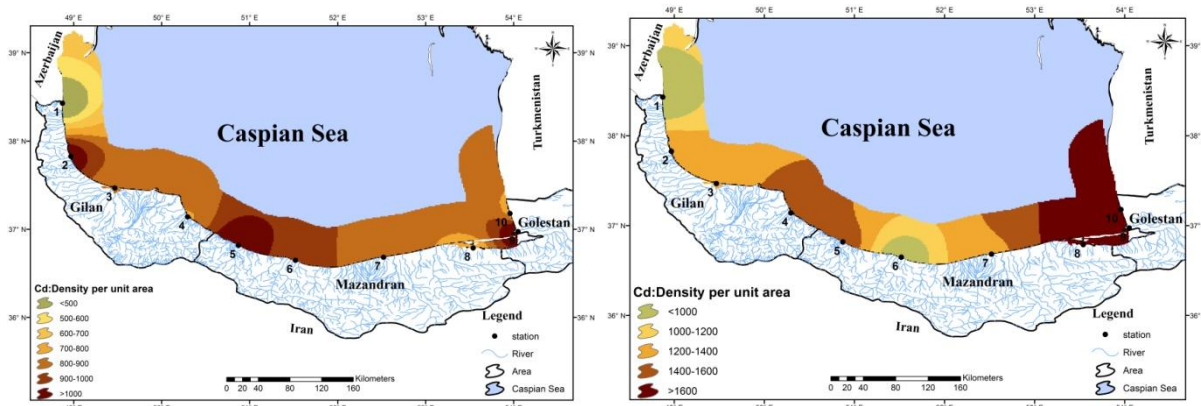 49° E 50° E 51° E 52° E 53° E 54° E
39° N
38° N
37° N
36° N
Azerbaijan
Turkmenistan
Caspian Sea
1
2
3
Gilan
4
5
6
7
8
10
Golestan
Mazandran
Iran
Cd:Density per unit area
<500
500-600
600-700
700-800
800-900
900-1000
>1000
Legend
station
River
Area
Caspian Sea
0 20 40 80 120 160
Kilometers
49° E 50° E 51° E 52° E 53° E 54° E
39° N
38° N
37° N
36° N
Azerbaijan
Turkmenistan
Caspian Sea
1
2
3
Gilan
4
5
6
7
8
10
Golestan
Mazandran
Iran
Cd:Density per unit area
<1000
1000-1200
1200-1400
1400-1600
>1600
Legend
station
River
Area
Caspian Sea
0 20 40 80 120 160
Kilometers